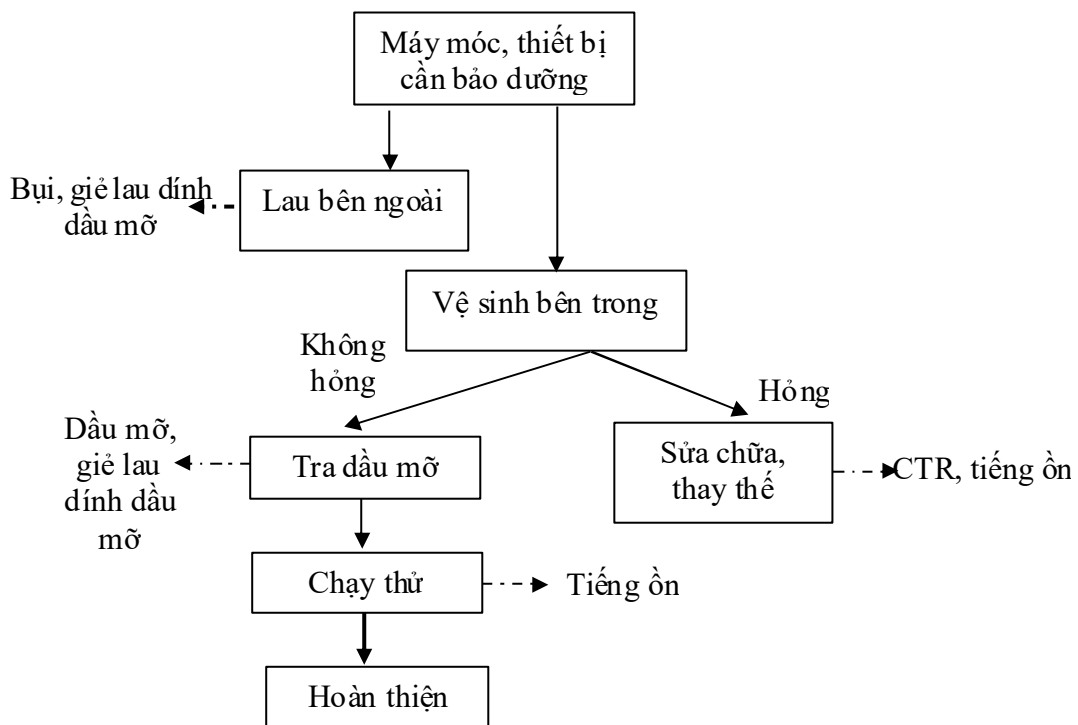 Máy móc, thiết bị
cần bảo dưỡng
Bụi, giẻ lau dính
dầu mỡ
Lau bên ngoài
Vệ sinh bên trong
Không
hỏng
Hỏng
Dầu mỡ,
giẻ lau
dính dầu
mỡ
Tra dầu mỡ
Sửa chữa,
thay thế
CTR, tiếng ồn
Chạy thử
Tiếng ồn
Hoàn thiện